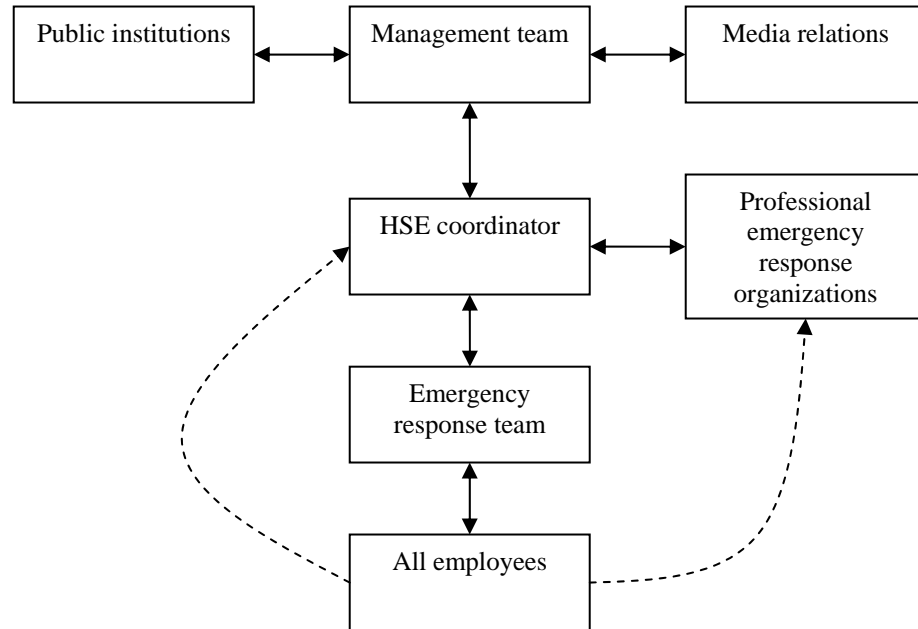 Public institutions
Management team
Media relations
HSE coordinator
Professional
emergency
response
organizations
Emergency
response team
All employees